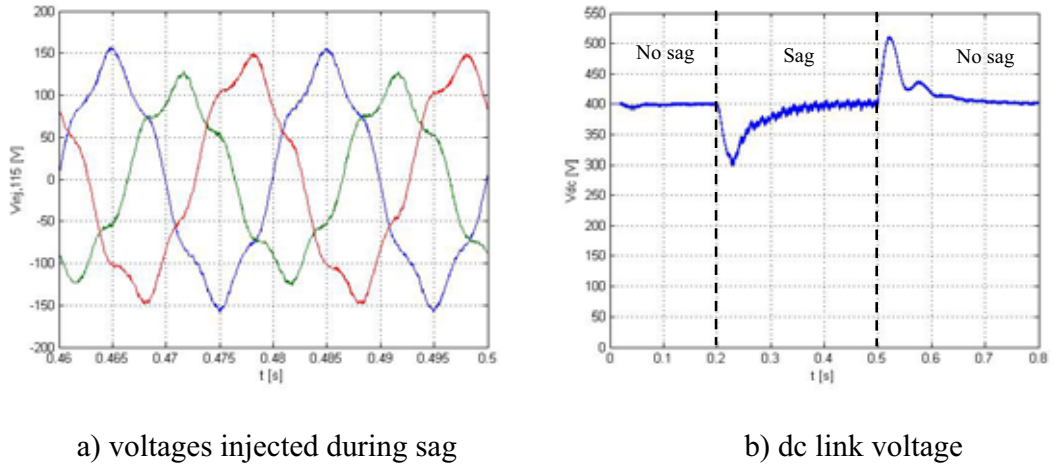 200
150
100
50
0
-50
-100
-150
-200
Vinj,115 [V]
0.46 0.465 0.47 0.475 0.48 0.485 0.49 0.495 0.5
t [s]
a) voltages injected during sag
550
500
450
400
350
300
250
200
150
100
50
0
Vdc [V]
No sag Sag No sag
0 0.1 0.2 0.3 0.4 0.5 0.6 0.7 0.8
t [s]
b) dc link voltage